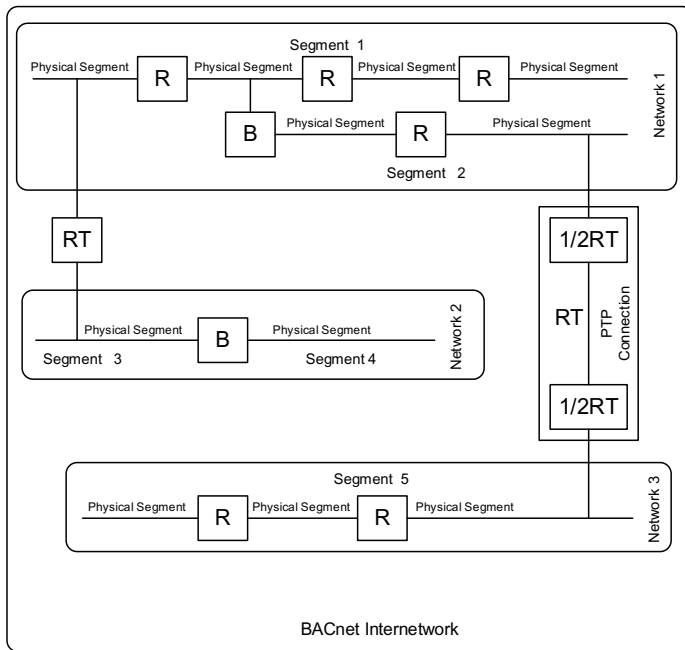 Segment 1
Physical Segment R Physical Segment R Physical Segment R Physical Segment
B Physical Segment R Physical Segment
Segment 2
Network 1
RT
1/2RT
RT
PTP
Connection
1/2RT
Physical Segment B Physical Segment
Segment 3 Segment 4
Network 2
Segment 5
Physical Segment R Physical Segment R Physical Segment
Network 3
BACnet Internetwork